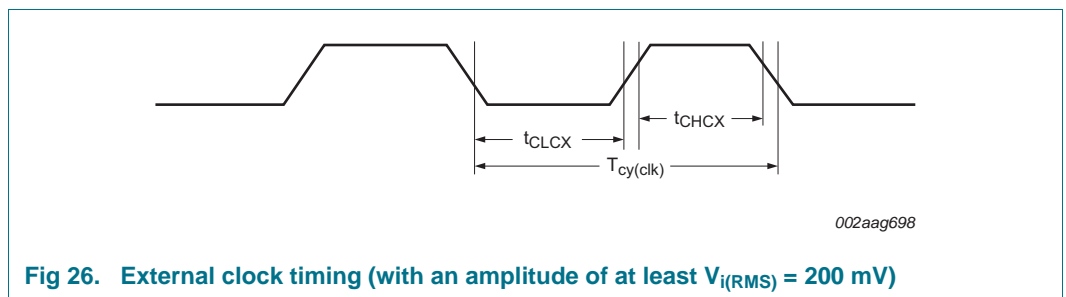 tCLCX
tCHCX
Tcy(clk)
002aag698
Fig 26. External clock timing (with an amplitude of at least Vi(RMS) = 200 mV)